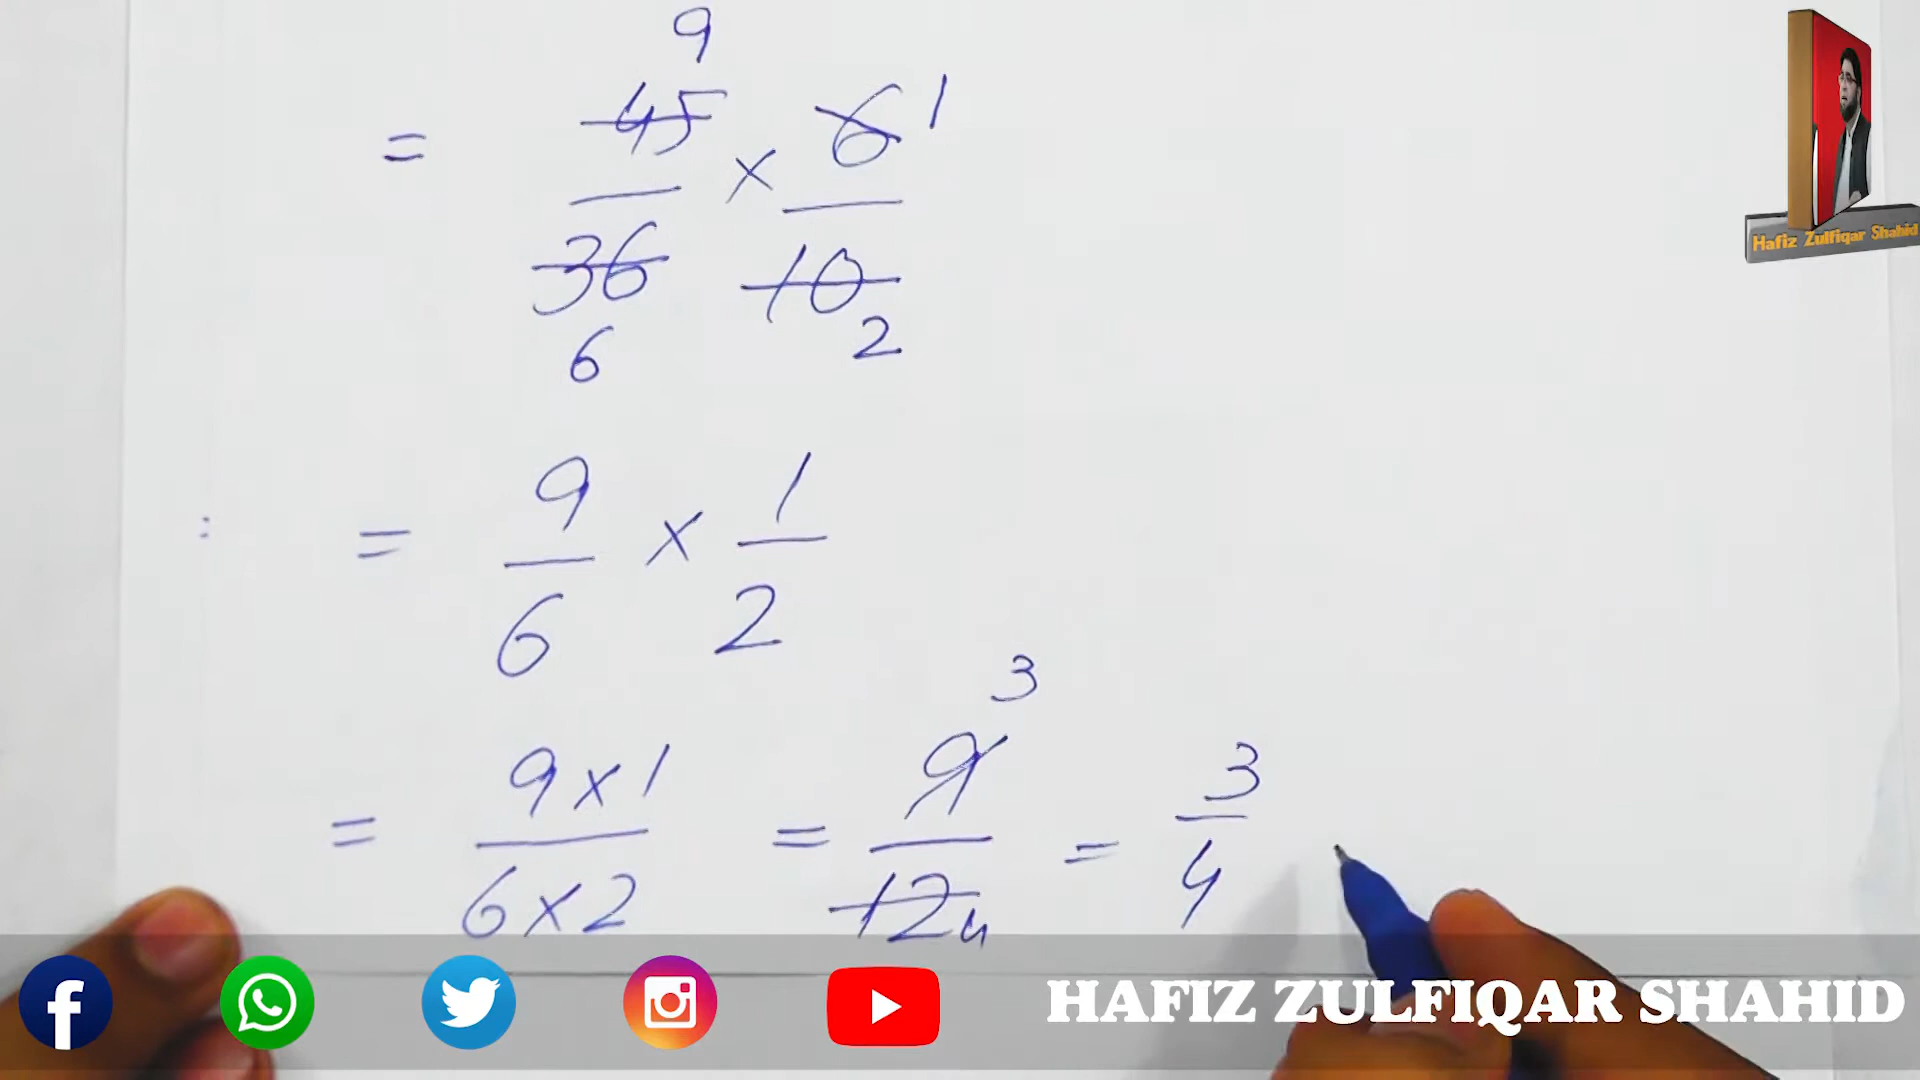 9
= 45/36 × 6/10 1
6 2
= 9/6 × 1/2
3
= 9×1/6×2 = 9/12 = 3/4
4
Hafiz Zulfiqar Shahid
HAFIZ ZULFIQAR SHAHID